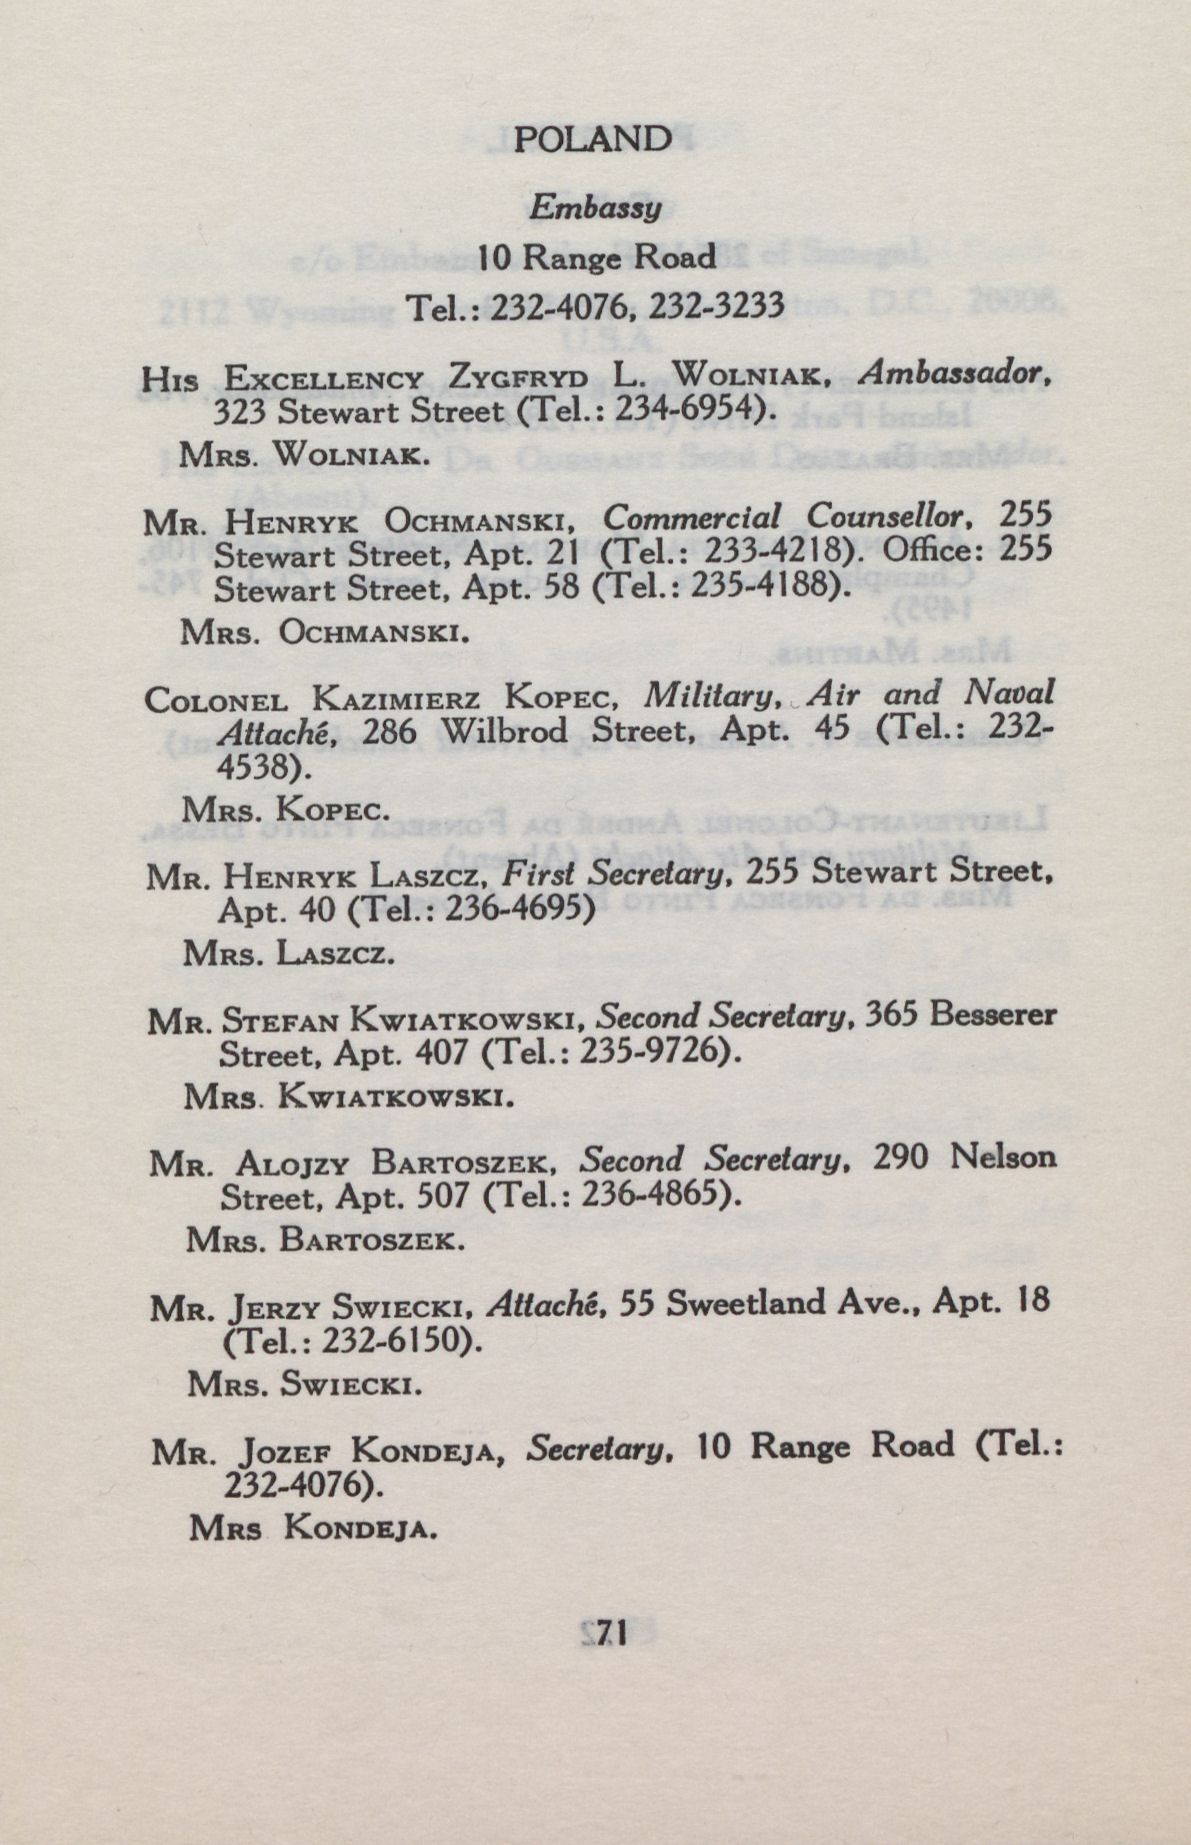 POLAND
Embassy
10 Range Road
Tel.: 232-4076, 232-3233
His Excellency Zygfryd L. Wolniak, Ambassador,
323 Stewart Street (Tel.: 234-6954).
Mrs. Wolniak.
Mr. Henryk Ochmanski, Commercial Counsellor, 255
Stewart Street, Apt. 21 (Tel.: 233-4218). Office: 255
Stewart Street, Apt. 58 (Tel.: 235-4188).
Mrs. Ochmanski.
Colonel Kazimierz Kopec, Military, Air and Naval
Attaché, 286 Wilbrod Street, Apt. 45 (Tel.: 232-
4538).
Mrs. Kopec.
Mr. Henryk Laszcz, First Secretary, 255 Stewart Street,
Apt. 40 (Tel.: 236-4695)
Mrs. Laszcz.
Mr. Stefan Kwiatkowski, Second Secretary, 365 Besserer
Street, Apt. 407 (Tel.: 235-9726).
Mrs. Kwiatkowski.
Mr. Alojzy Bartoszek, Second Secretary, 290 Nelson
Street, Apt. 507 (Tel.: 236-4865).
Mrs. Bartoszek.
Mr. Jerzy Swiecki, Attaché, 55 Sweetland Ave., Apt. 18
(Tel.: 232-6150).
Mrs. Swiecki.
Mr. Jozef Kondeja, Secretary, 10 Range Road (Tel.:
232-4076).
Mrs Kondeja.
71